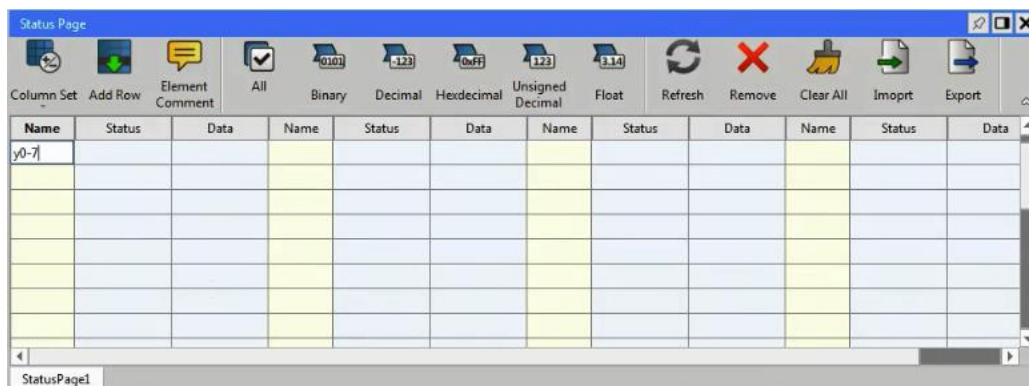 Status Page
Column Set Add Row Element Comment All Binary Decimal Hexdecimal Unsigned Decimal Float Refresh Remove Clear All Imoprt Export
0101 -123 0xFF 123 3.14
Name Status Data Name Status Data Name Status Data Name Status Data
y0-7
StatusPage1